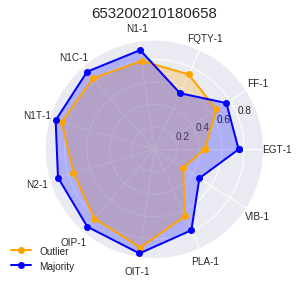 653200210180658
N1-1
FQTY-1
N1C-1
FF-1
0.8
0.6
0.4
0.2
N1T-1
EGT-1
N2-1
VIB-1
OIP-1
PLA-1
OIT-1
Outlier
Majority